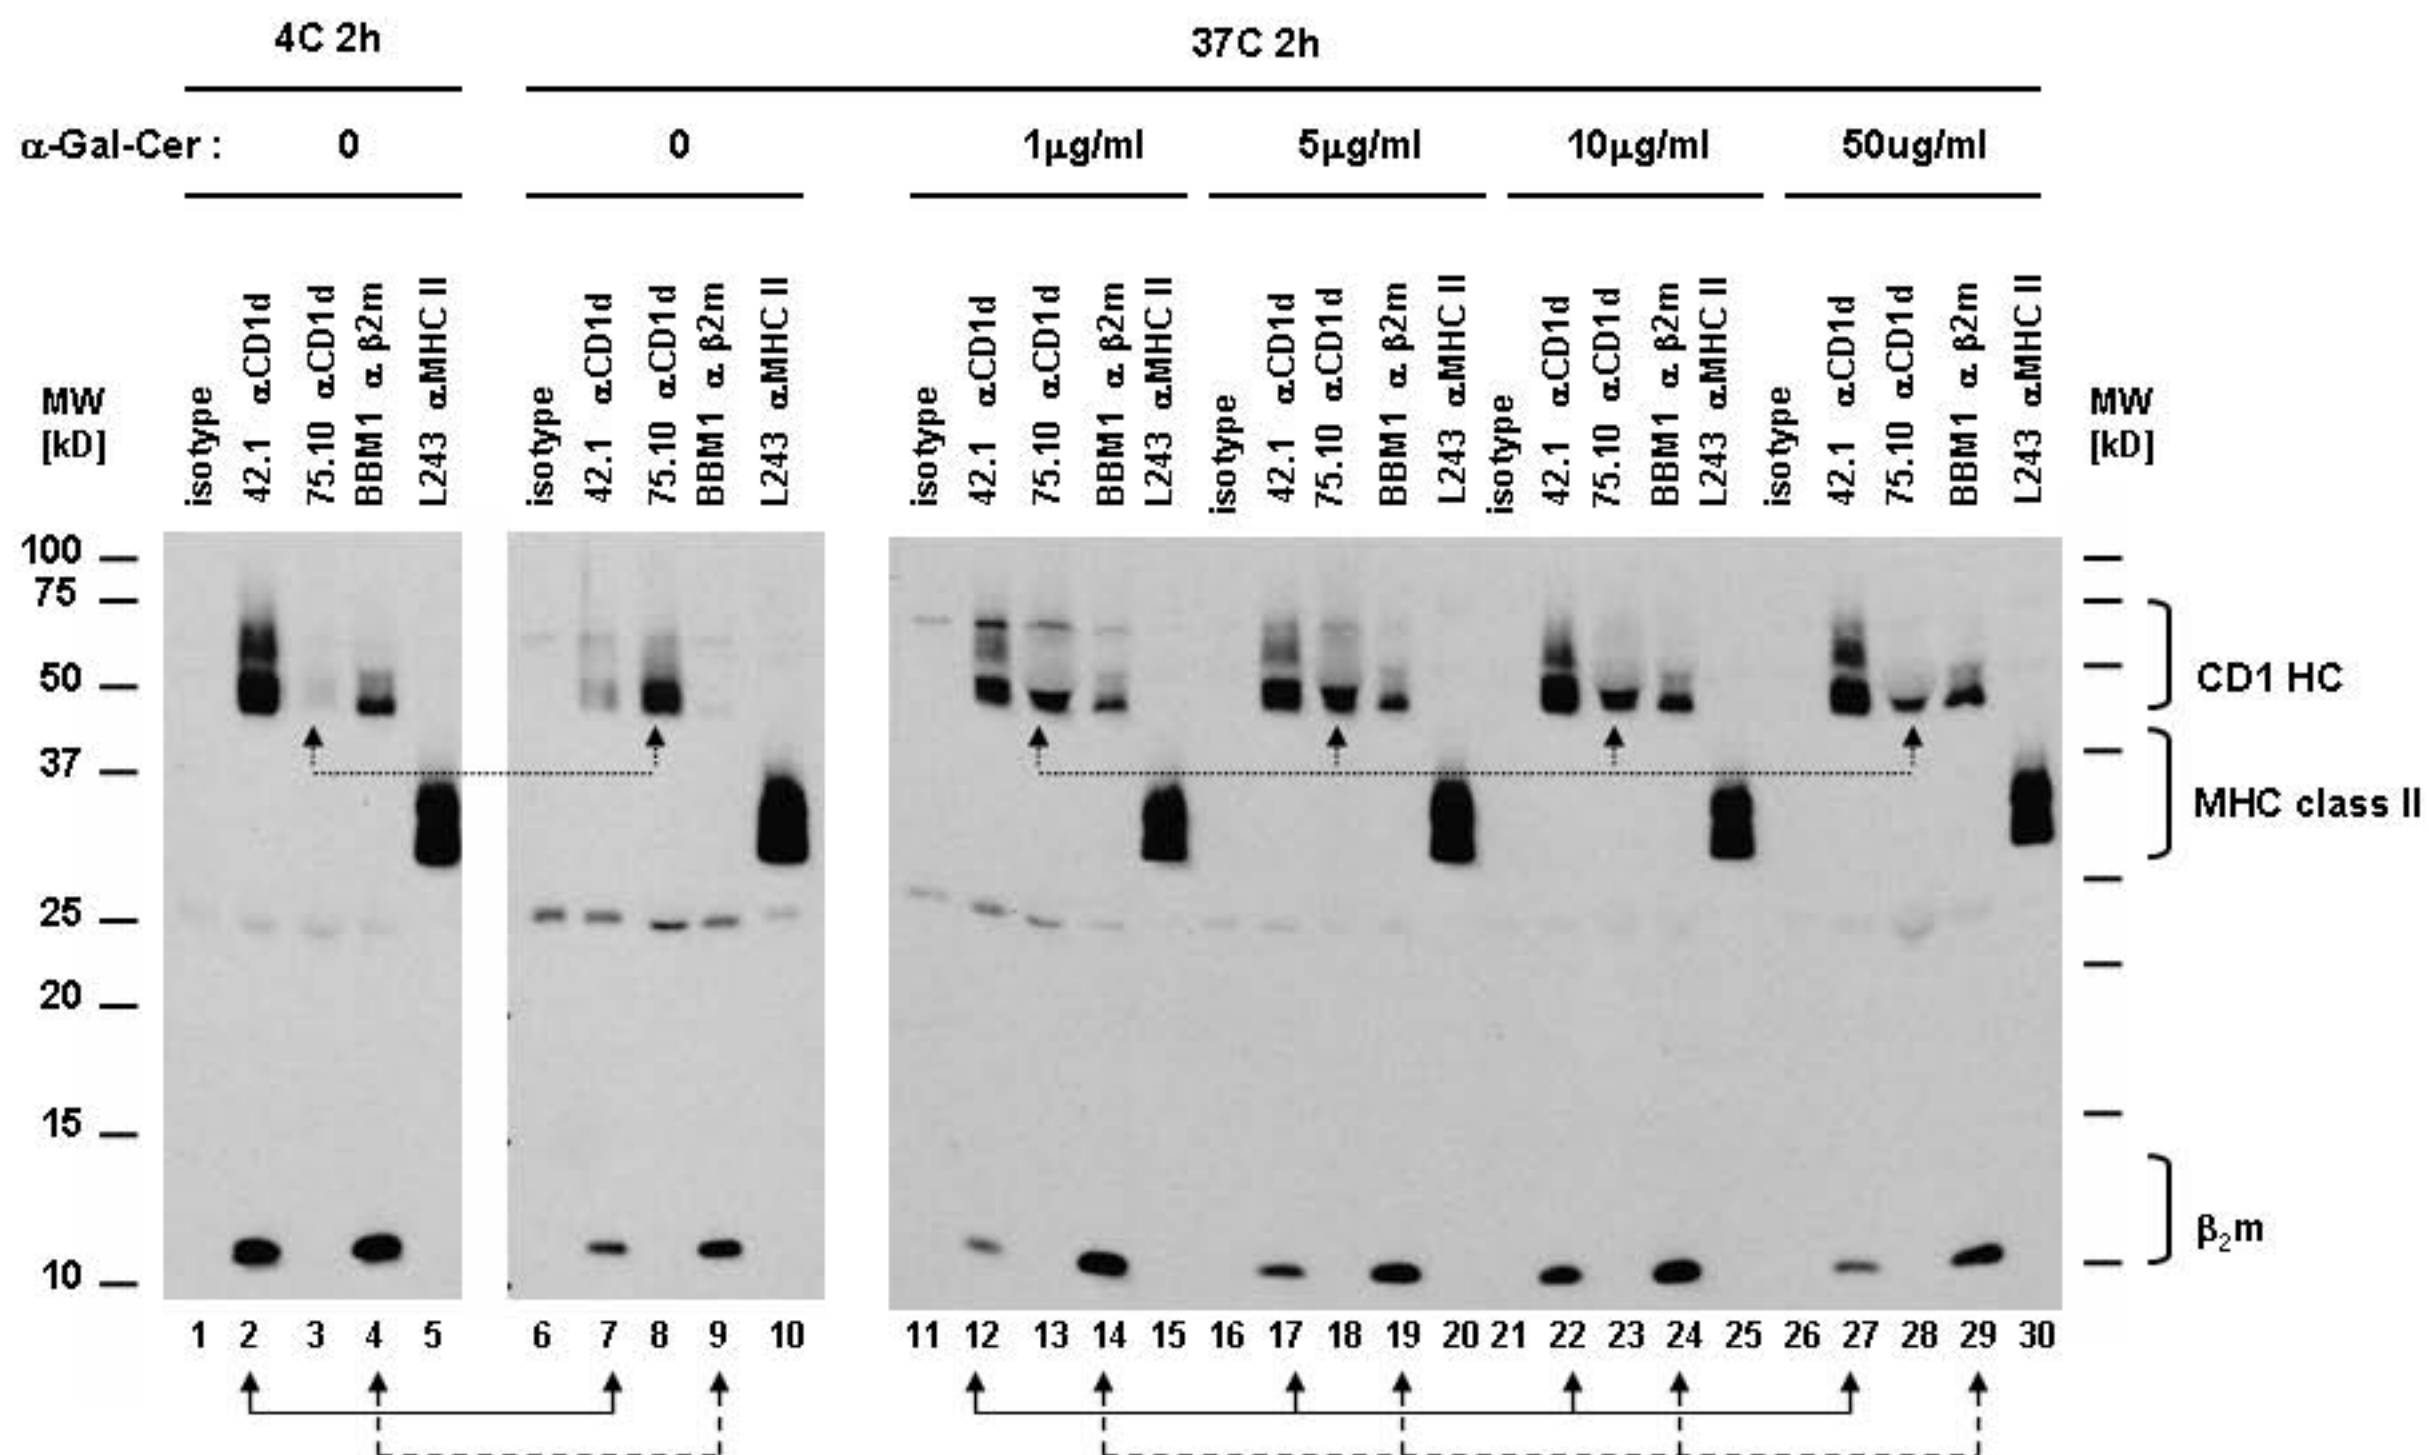 4C 2h 37C 2h
α-Gal-Cer : 0 0 1μg/ml 5μg/ml 10μg/ml 50ug/ml
MW
[kD]
isotype
42.1 αCD1d
75.10 αCD1d
BBM1 α β2m
L243 αMHC II
isotype
42.1 αCD1d
75.10 αCD1d
BBM1 α β2m
L243 αMHC II
isotype
42.1 αCD1d
75.10 αCD1d
BBM1 α β2m
L243 αMHC II
isotype
42.1 αCD1d
75.10 αCD1d
BBM1 α β2m
L243 αMHC II
isotype
42.1 αCD1d
75.10 αCD1d
BBM1 α β2m
L243 αMHC II
isotype
42.1 αCD1d
75.10 αCD1d
BBM1 α β2m
L243 αMHC II
MW
[kD]
100
75
50
37
25
20
15
10
CD1 HC
MHC class II
β₂m
1 2 3 4 5 6 7 8 9 10 11 12 13 14 15 16 17 18 19 20 21 22 23 24 25 26 27 28 29 30